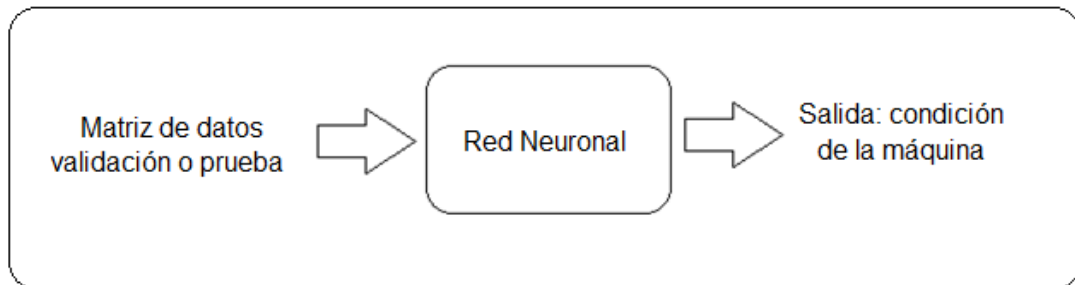 Matriz de datos
validación o prueba
Red Neuronal
Salida: condición
de la máquina